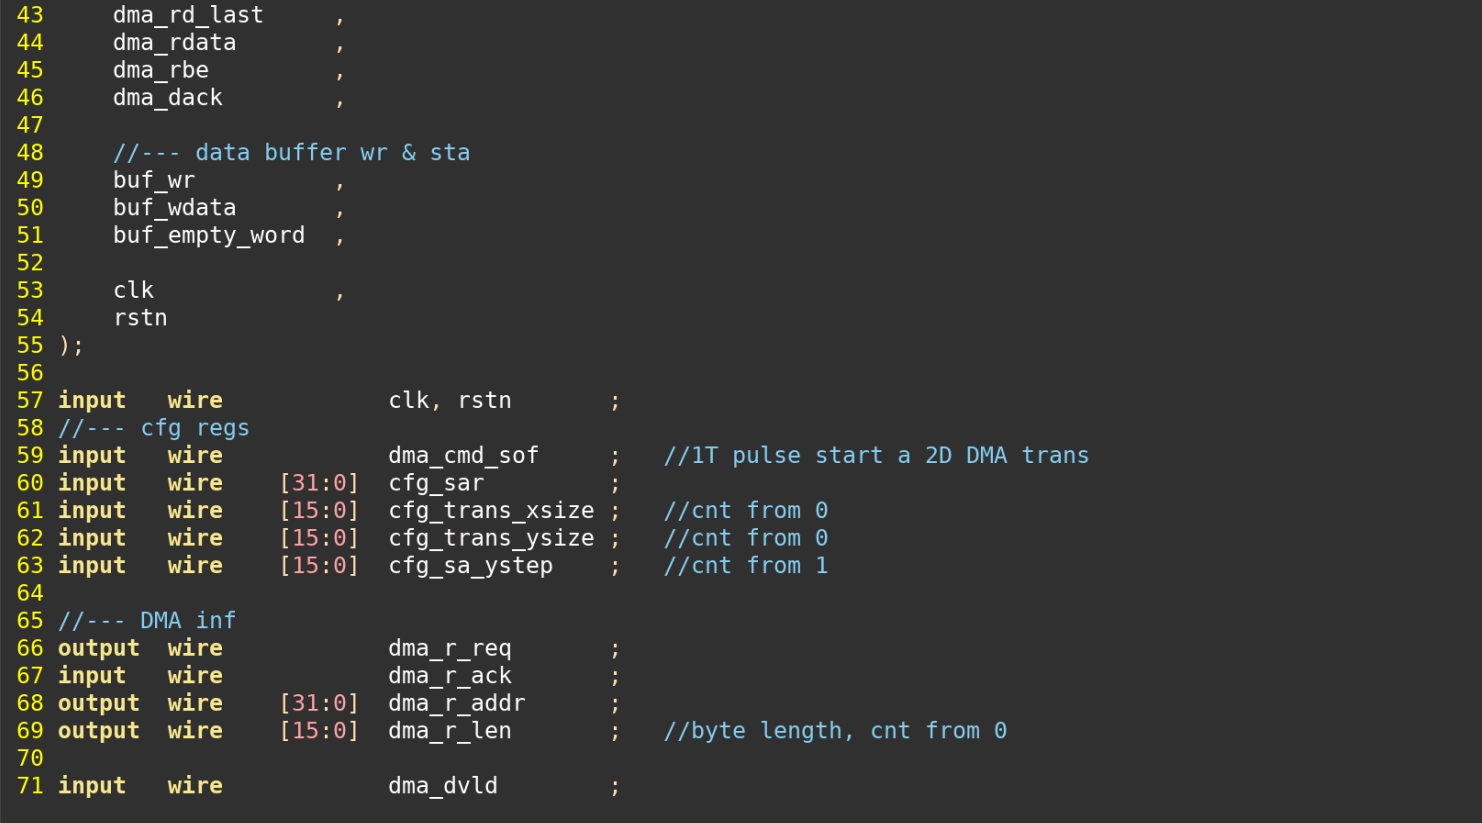 43     dma_rd_last     ,
44     dma_rdata       ,
45     dma_rbe         ,
46     dma_dack        ,
47
48     //--- data buffer wr & sta
49     buf_wr          ,
50     buf_wdata       ,
51     buf_empty_word  ,
52
53     clk             ,
54     rstn
55 );
56
57 input   wire            clk, rstn       ;
58 //--- cfg regs
59 input   wire            dma_cmd_sof     ;   //1T pulse start a 2D DMA trans
60 input   wire    [31:0]  cfg_sar         ;
61 input   wire    [15:0]  cfg_trans_xsize ;   //cnt from 0
62 input   wire    [15:0]  cfg_trans_ysize ;   //cnt from 0
63 input   wire    [15:0]  cfg_sa_ystep    ;   //cnt from 1
64
65 //--- DMA inf
66 output  wire            dma_r_req       ;
67 input   wire            dma_r_ack       ;
68 output  wire    [31:0]  dma_r_addr      ;
69 output  wire    [15:0]  dma_r_len       ;   //byte length, cnt from 0
70
71 input   wire            dma_dvld        ;